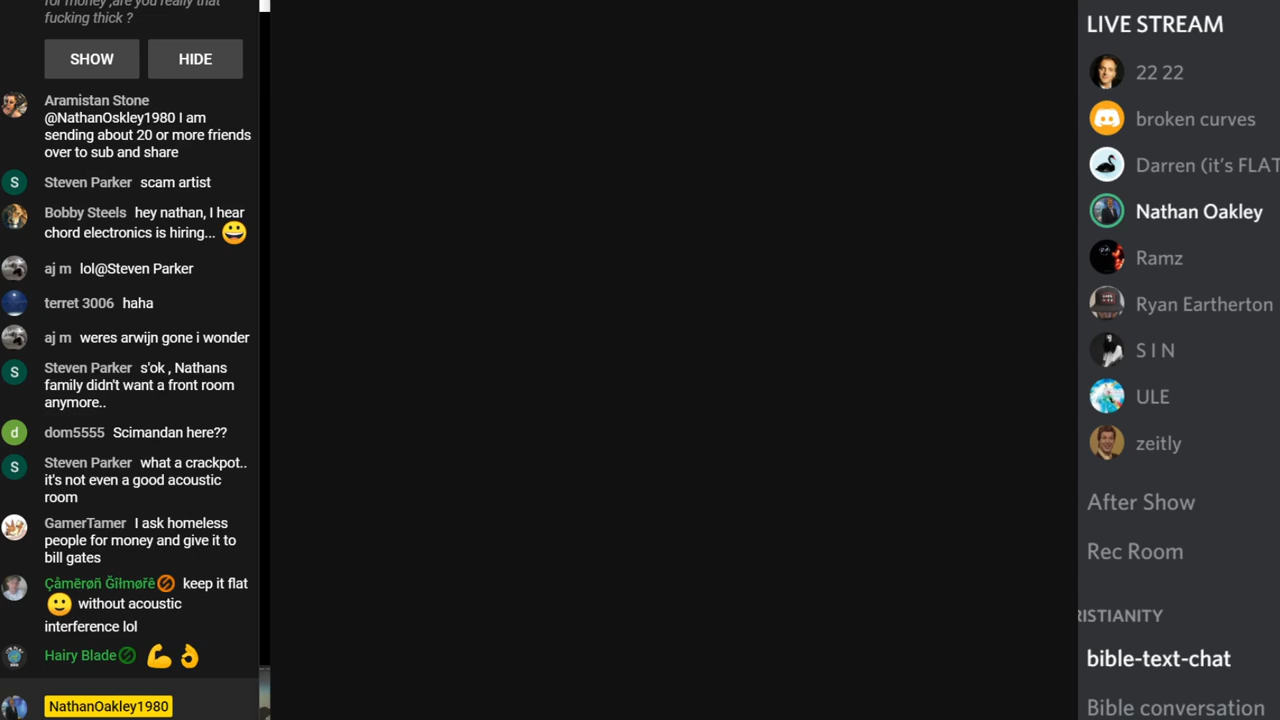 for money ,are you really that
fucking thick ?
SHOW
HIDE
Aramistan Stone
@NathanOskley1980 I am
sending about 20 or more friends
over to sub and share
Steven Parker scam artist
Bobby Steels hey nathan, I hear
chord electronics is hiring... 😀
aj m lol@Steven Parker
terret 3006 haha
aj m weres arwijn gone i wonder
Steven Parker s'ok , Nathans
family didn't want a front room
anymore..
dom5555 Scimandan here??
Steven Parker what a crackpot..
it's not even a good acoustic
room
GamerTamer I ask homeless
people for money and give it to
bill gates
Çåmërøñ Ğîłmøřê keep it flat
🙂 without acoustic
interference lol
Hairy Blade 💪 👌
NathanOakley1980
LIVE STREAM
22 22
broken curves
Darren (it's FLAT
Nathan Oakley
Ramz
Ryan Eartherton
S I N
ULE
zeitly
After Show
Rec Room
RISTIANITY
bible-text-chat
Bible conversation